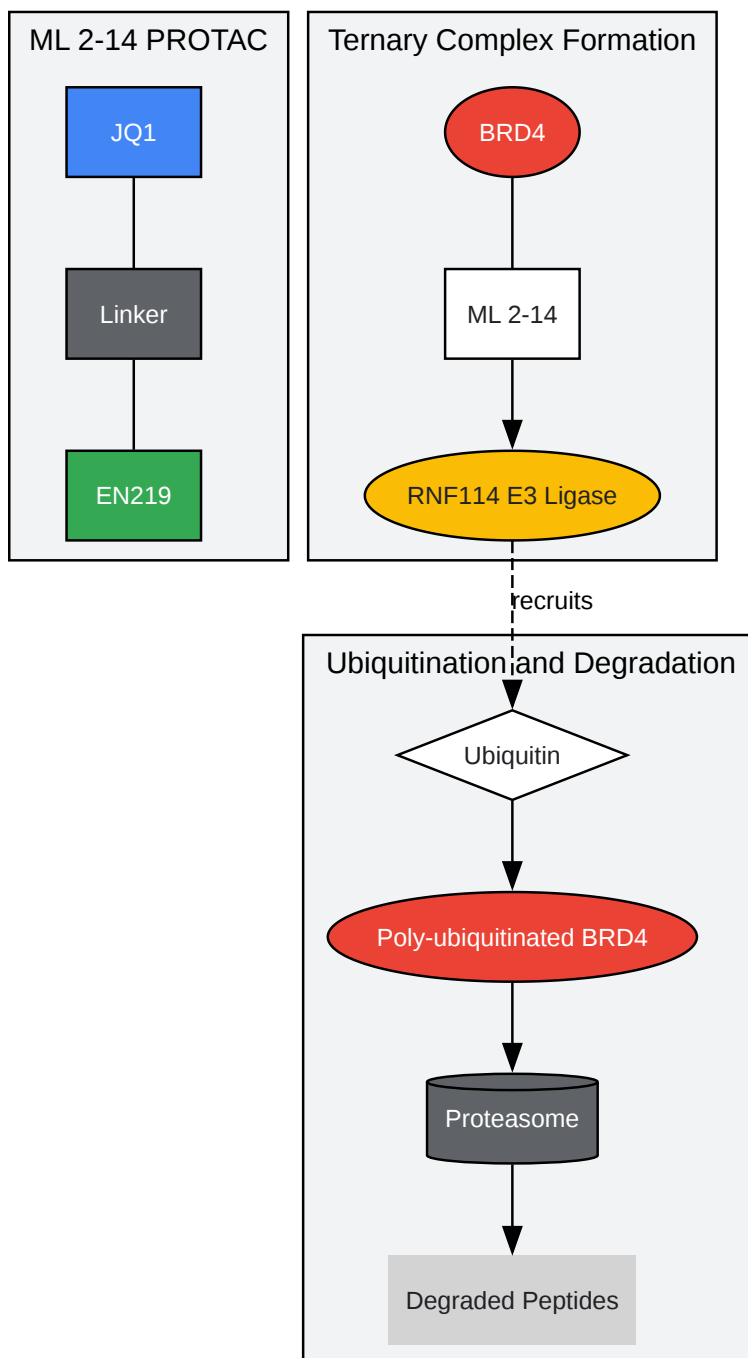 ML 2-14 PROTAC
JQ1
Linker
EN219
Ternary Complex Formation
BRD4
ML 2-14
RNF114 E3 Ligase
recruits
Ubiquitination and Degradation
Ubiquitin
Poly-ubiquitinated BRD4
Proteasome
Degraded Peptides